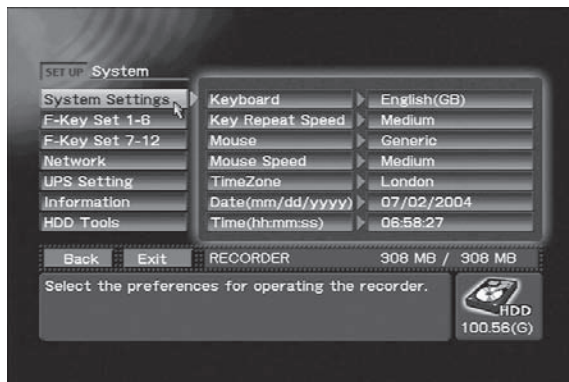 SET UP System
System Settings
F-Key Set 1-6
F-Key Set 7-12
Network
UPS Setting
Information
HDD Tools
Keyboard English(GB)
Key Repeat Speed Medium
Mouse Generic
Mouse Speed Medium
TimeZone London
Date(mm/dd/yyyy) 07/02/2004
Time(hh:mm:ss) 06:58:27
Back Exit RECORDER 308 MB / 308 MB
Select the preferences for operating the recorder.
HDD
100.56(G)